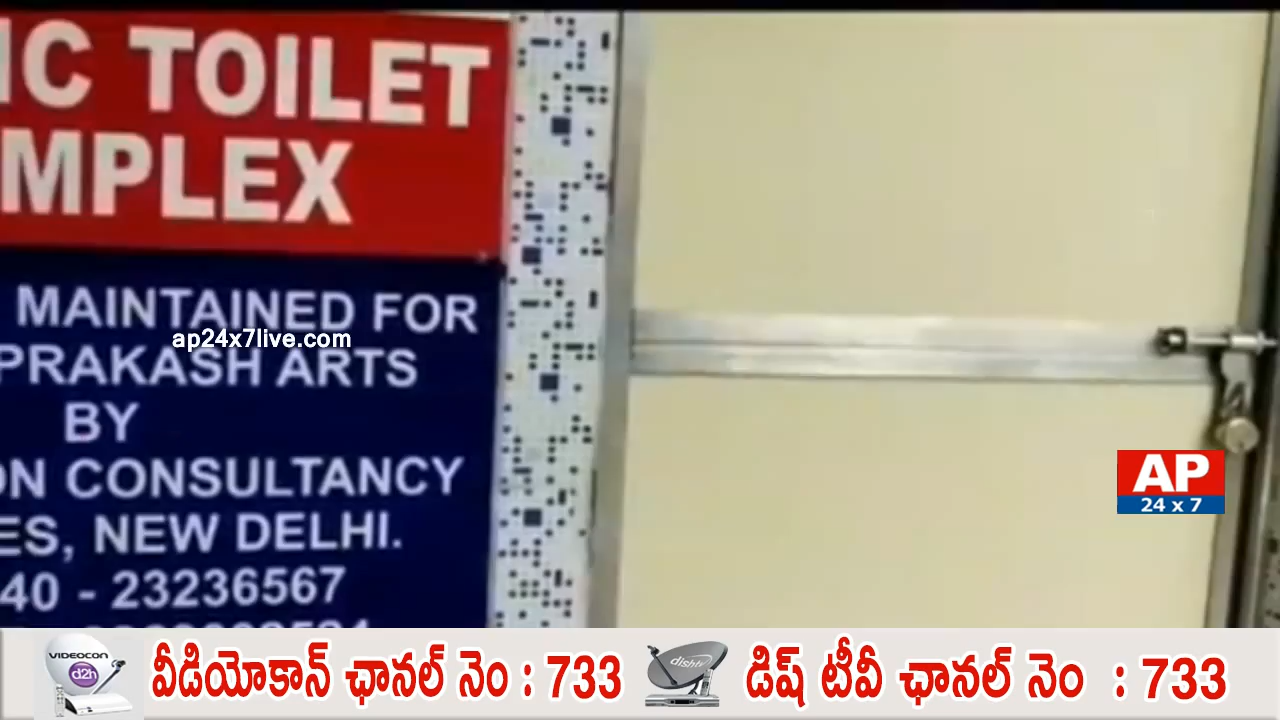 IC TOILET
MPLEX
MAINTAINED FOR
ap24x7live.com
PRAKASH ARTS
BY
ON CONSULTANCY
ES, NEW DELHI.
40 - 23236567
AP
24 x 7
VIDEOCON
d2h
వీడియోకాన్ ఛానల్ నెం : 733
dishtv
డిష్ టీవీ ఛానల్ నెం : 733